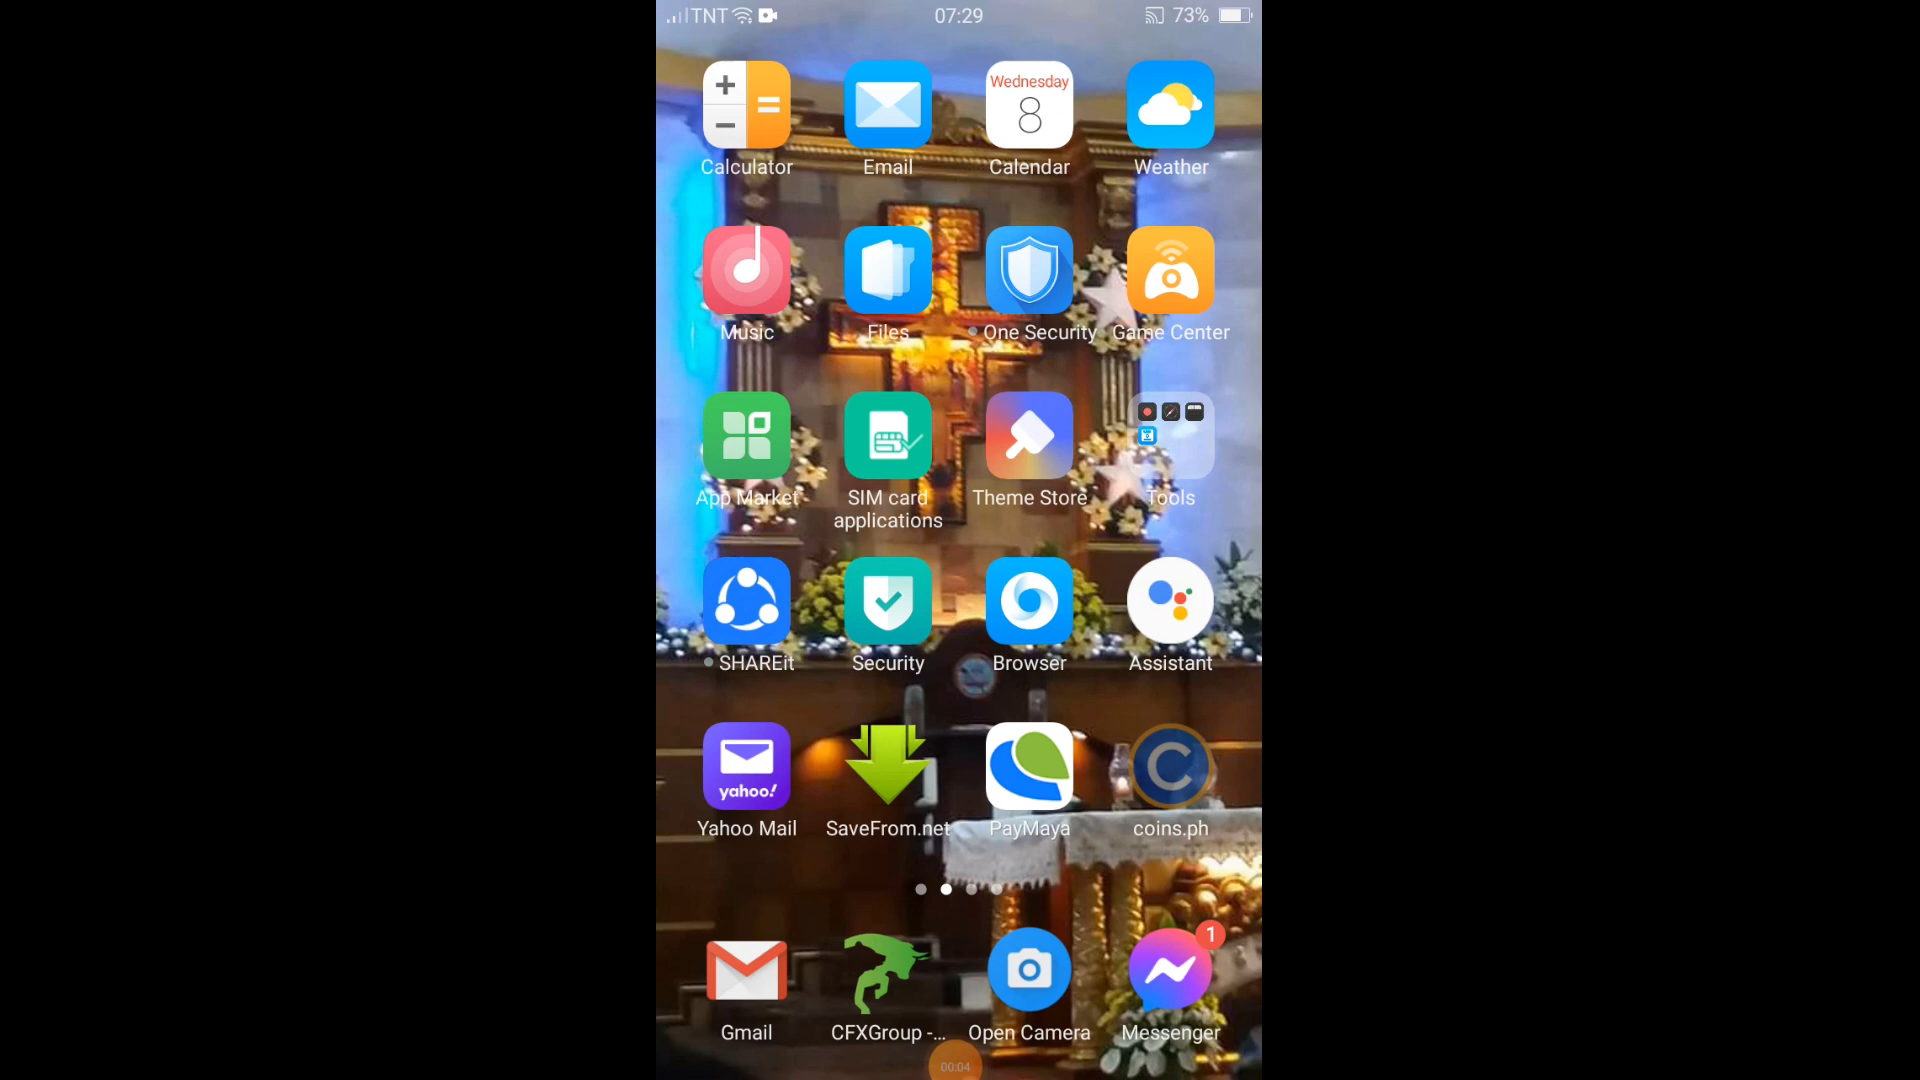 TNT
07:29
73%
Wednesday
8
Calculator
Email
Calendar
Weather
Music
Files
One Security
Game Center
App Market
SIM card
applications
Theme Store
Tools
SHAREit
Security
Browser
Assistant
yahoo!
Yahoo Mail
SaveFrom.net
PayMaya
C
coins.ph
1
Gmail
CFXGroup -...
Open Camera
Messenger
00:04